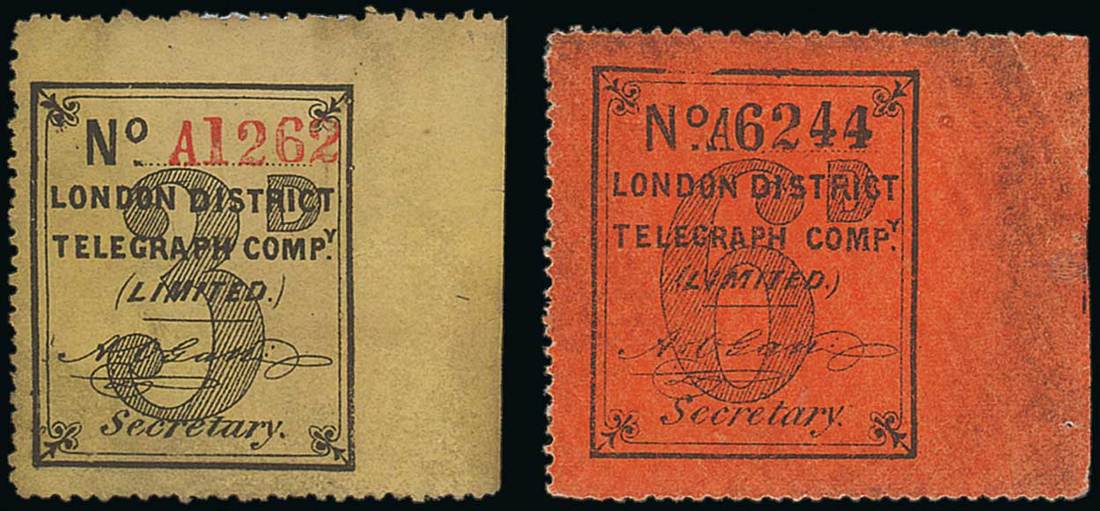 No. A1262
3D
LONDON DISTRICT
TELEGRAPH COMPY.
(LIMITED.)
Secretary.
No. A6244
6D
LONDON DISTRICT
TELEGRAPH COMPY.
(LIMITED.)
Secretary.